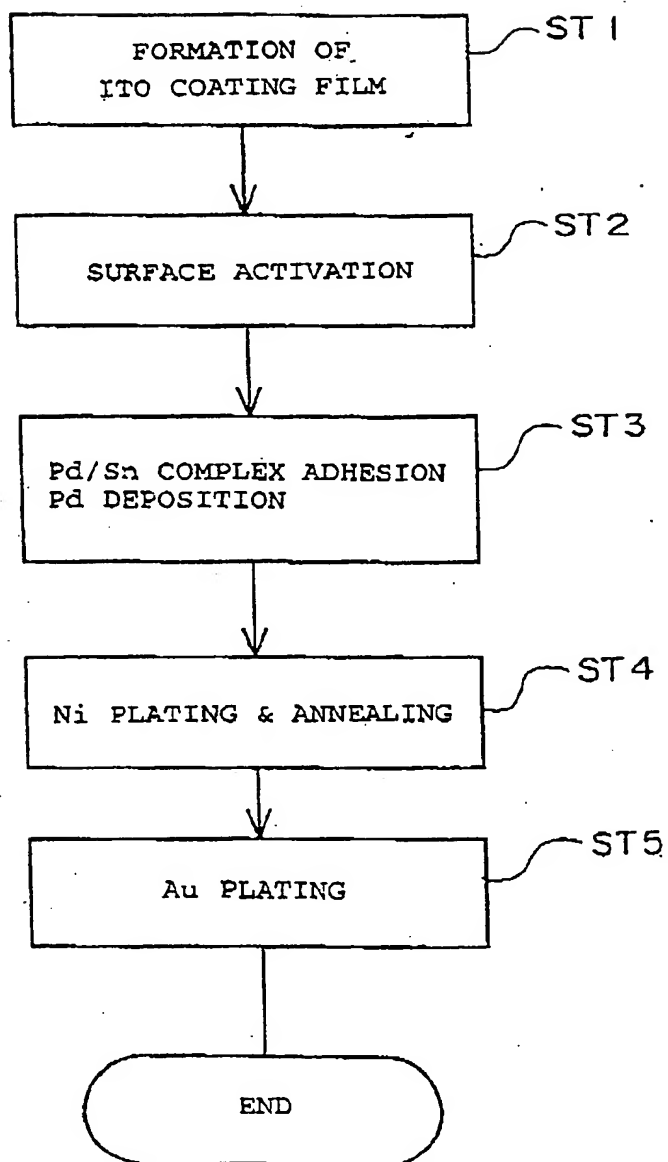 FORMATION OF
ITO COATING FILM
ST1
SURFACE ACTIVATION
ST2
Pd/Sn COMPLEX ADHESION
Pd DEPOSITION
ST3
Ni PLATING & ANNEALING
ST4
Au PLATING
ST5
END